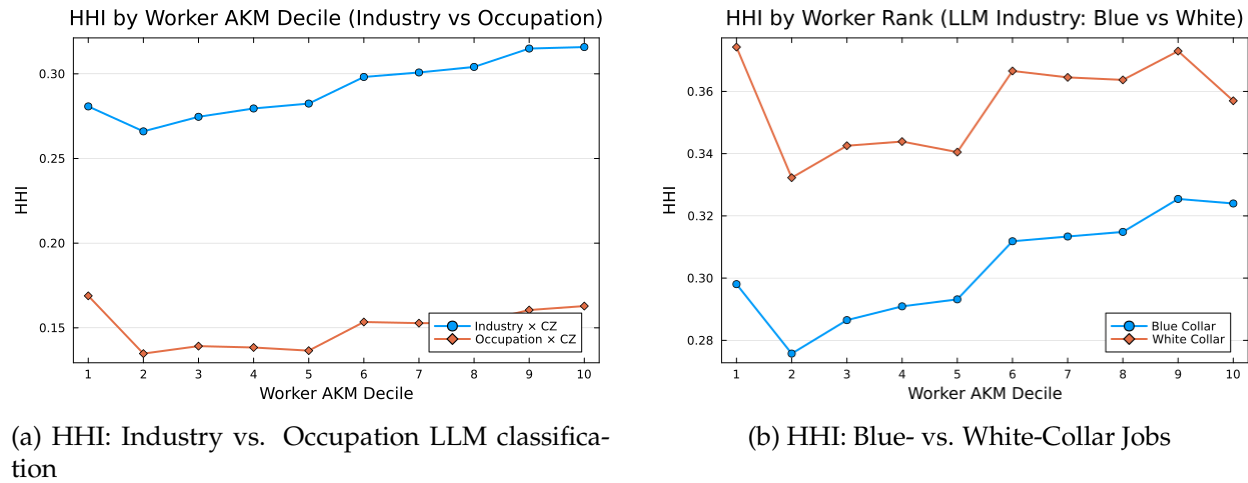 HHI by Worker AKM Decile (Industry vs Occupation)
HHI
0.30
0.25
0.20
0.15
1 2 3 4 5 6 7 8 9 10
Worker AKM Decile
Industry × CZ
Occupation × CZ
(a) HHI: Industry vs. Occupation LLM classifica-
tion
HHI by Worker Rank (LLM Industry: Blue vs White)
HHI
0.36
0.34
0.32
0.30
0.28
1 2 3 4 5 6 7 8 9 10
Worker AKM Decile
Blue Collar
White Collar
(b) HHI: Blue- vs. White-Collar Jobs